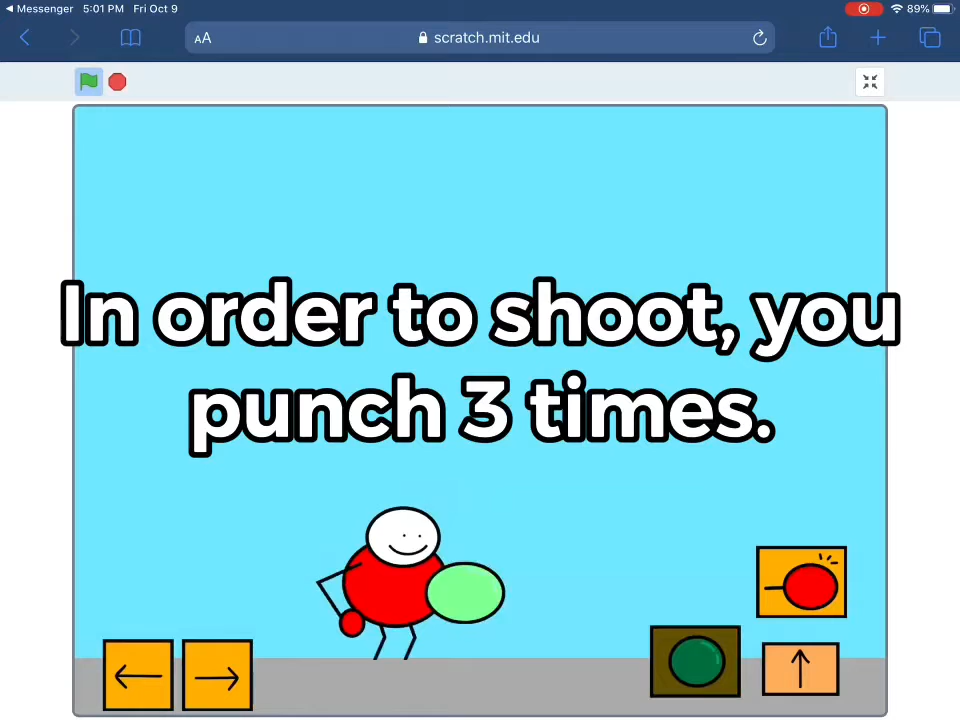 Messenger 5:01 PM Fri Oct 9 89%
AA scratch.mit.edu
In order to shoot, you
punch 3 times.